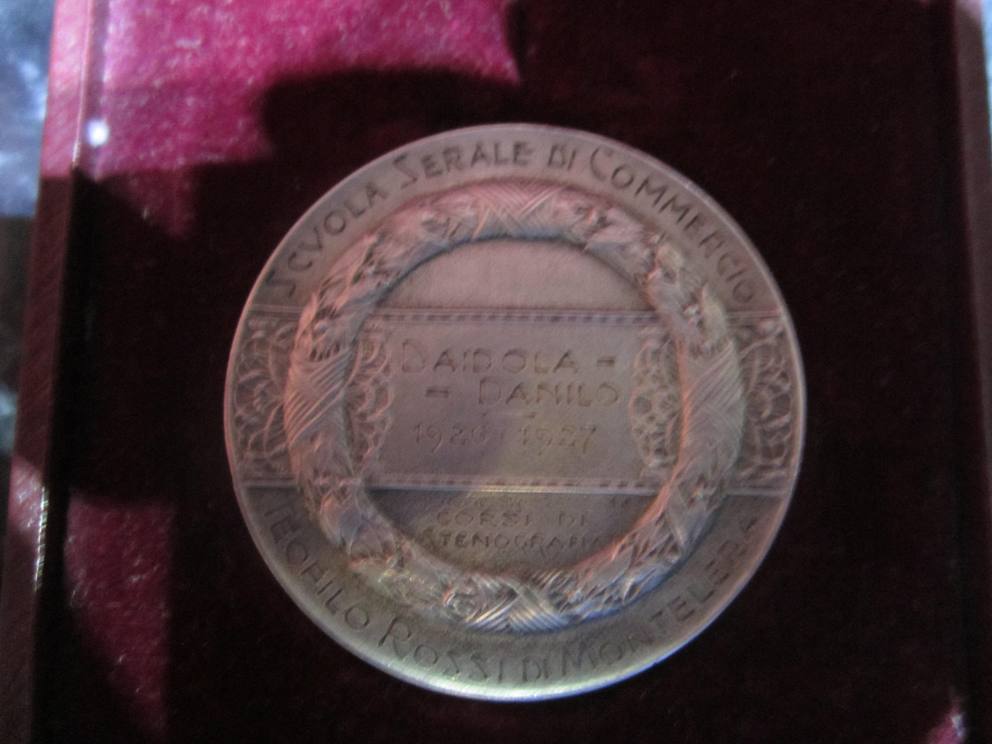 SCVOLA SERALE DI COMMERCIO
DAIDOLA =
= DANILO
1926 1927
CORSI DI
STENOGRAFIA
TEOFILO ROSSI DI MONTELERA